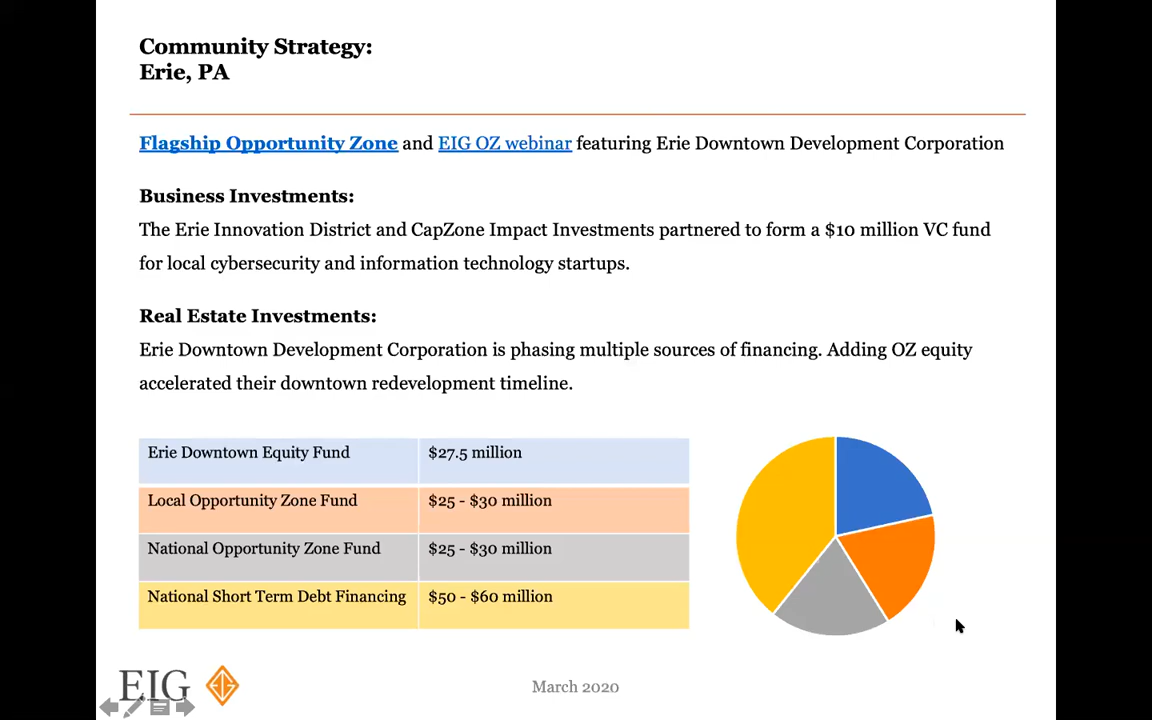 Community Strategy:
Erie, PA
Flagship Opportunity Zone and EIG OZ webinar featuring Erie Downtown Development Corporation
Business Investments:
The Erie Innovation District and CapZone Impact Investments partnered to form a $10 million VC fund
for local cybersecurity and information technology startups.
Real Estate Investments:
Erie Downtown Development Corporation is phasing multiple sources of financing. Adding OZ equity
accelerated their downtown redevelopment timeline.
Erie Downtown Equity Fund $27.5 million
Local Opportunity Zone Fund $25 - $30 million
National Opportunity Zone Fund $25 - $30 million
National Short Term Debt Financing $50 - $60 million
EIG
March 2020